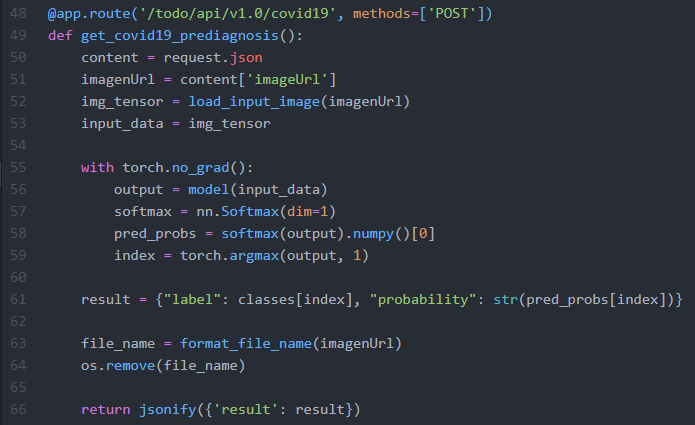 48 @app.route('/todo/api/v1.0/covid19', methods=['POST'])
49 def get_covid19_prediagnosis():
50     content = request.json
51     imagenUrl = content['imageUrl']
52     img_tensor = load_input_image(imagenUrl)
53     input_data = img_tensor
54
55     with torch.no_grad():
56         output = model(input_data)
57         softmax = nn.Softmax(dim=1)
58         pred_probs = softmax(output).numpy()[0]
59         index = torch.argmax(output, 1)
60
61     result = {"label": classes[index], "probability": str(pred_probs[index])}
62
63     file_name = format_file_name(imagenUrl)
64     os.remove(file_name)
65
66     return jsonify({'result': result})